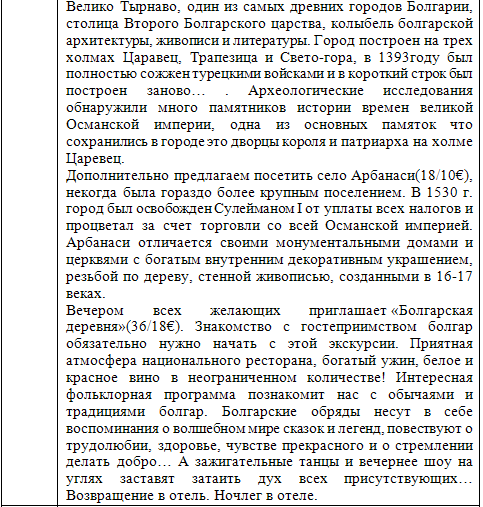 Велико Тырнаво, один из самых древних городов Болгарии,
столица Второго Болгарского царства, колыбель болгарской
архитектуры, живописи и литературы. Город построен на трех
холмах Царавец, Трапезица и Свето-гора, в 1393году был
полностью сожжен турецкими войсками и в короткий строк был
построен заново… . Археологические исследования
обнаружили много памятников истории времен великой
Османской империи, одна из основных памяток что
сохранились в городе это дворцы короля и патриарха на холме
Царевец.
Дополнительно предлагаем посетить село Арбанаси(18/10€),
некогда была гораздо более крупным поселением. В 1530 г.
город был освобожден Сулейманом I от уплаты всех налогов и
процветал за счет торговли со всей Османской империей.
Арбанаси отличается своими монументальными домами и
церквями с богатым внутренним декоративным украшением,
резьбой по дереву, стенной живописью, созданными в 16-17
веках.
Вечером всех желающих приглашает «Болгарская
деревня»(36/18€). Знакомство с гостеприимством болгар
обязательно нужно начать с этой экскурсии. Приятная
атмосфера национального ресторана, богатый ужин, белое и
красное вино в неограниченном количестве! Интересная
фольклорная программа познакомит нас с обычаями и
традициями болгар. Болгарские обряды несут в себе
воспоминания о волшебном мире сказок и легенд, повествуют о
трудолюбии, здоровье, чувстве прекрасного и о стремлении
делать добро… А зажигательные танцы и вечернее шоу на
углях заставят затаить дух всех присутствующих…
Возвращение в отель. Ночлег в отеле.